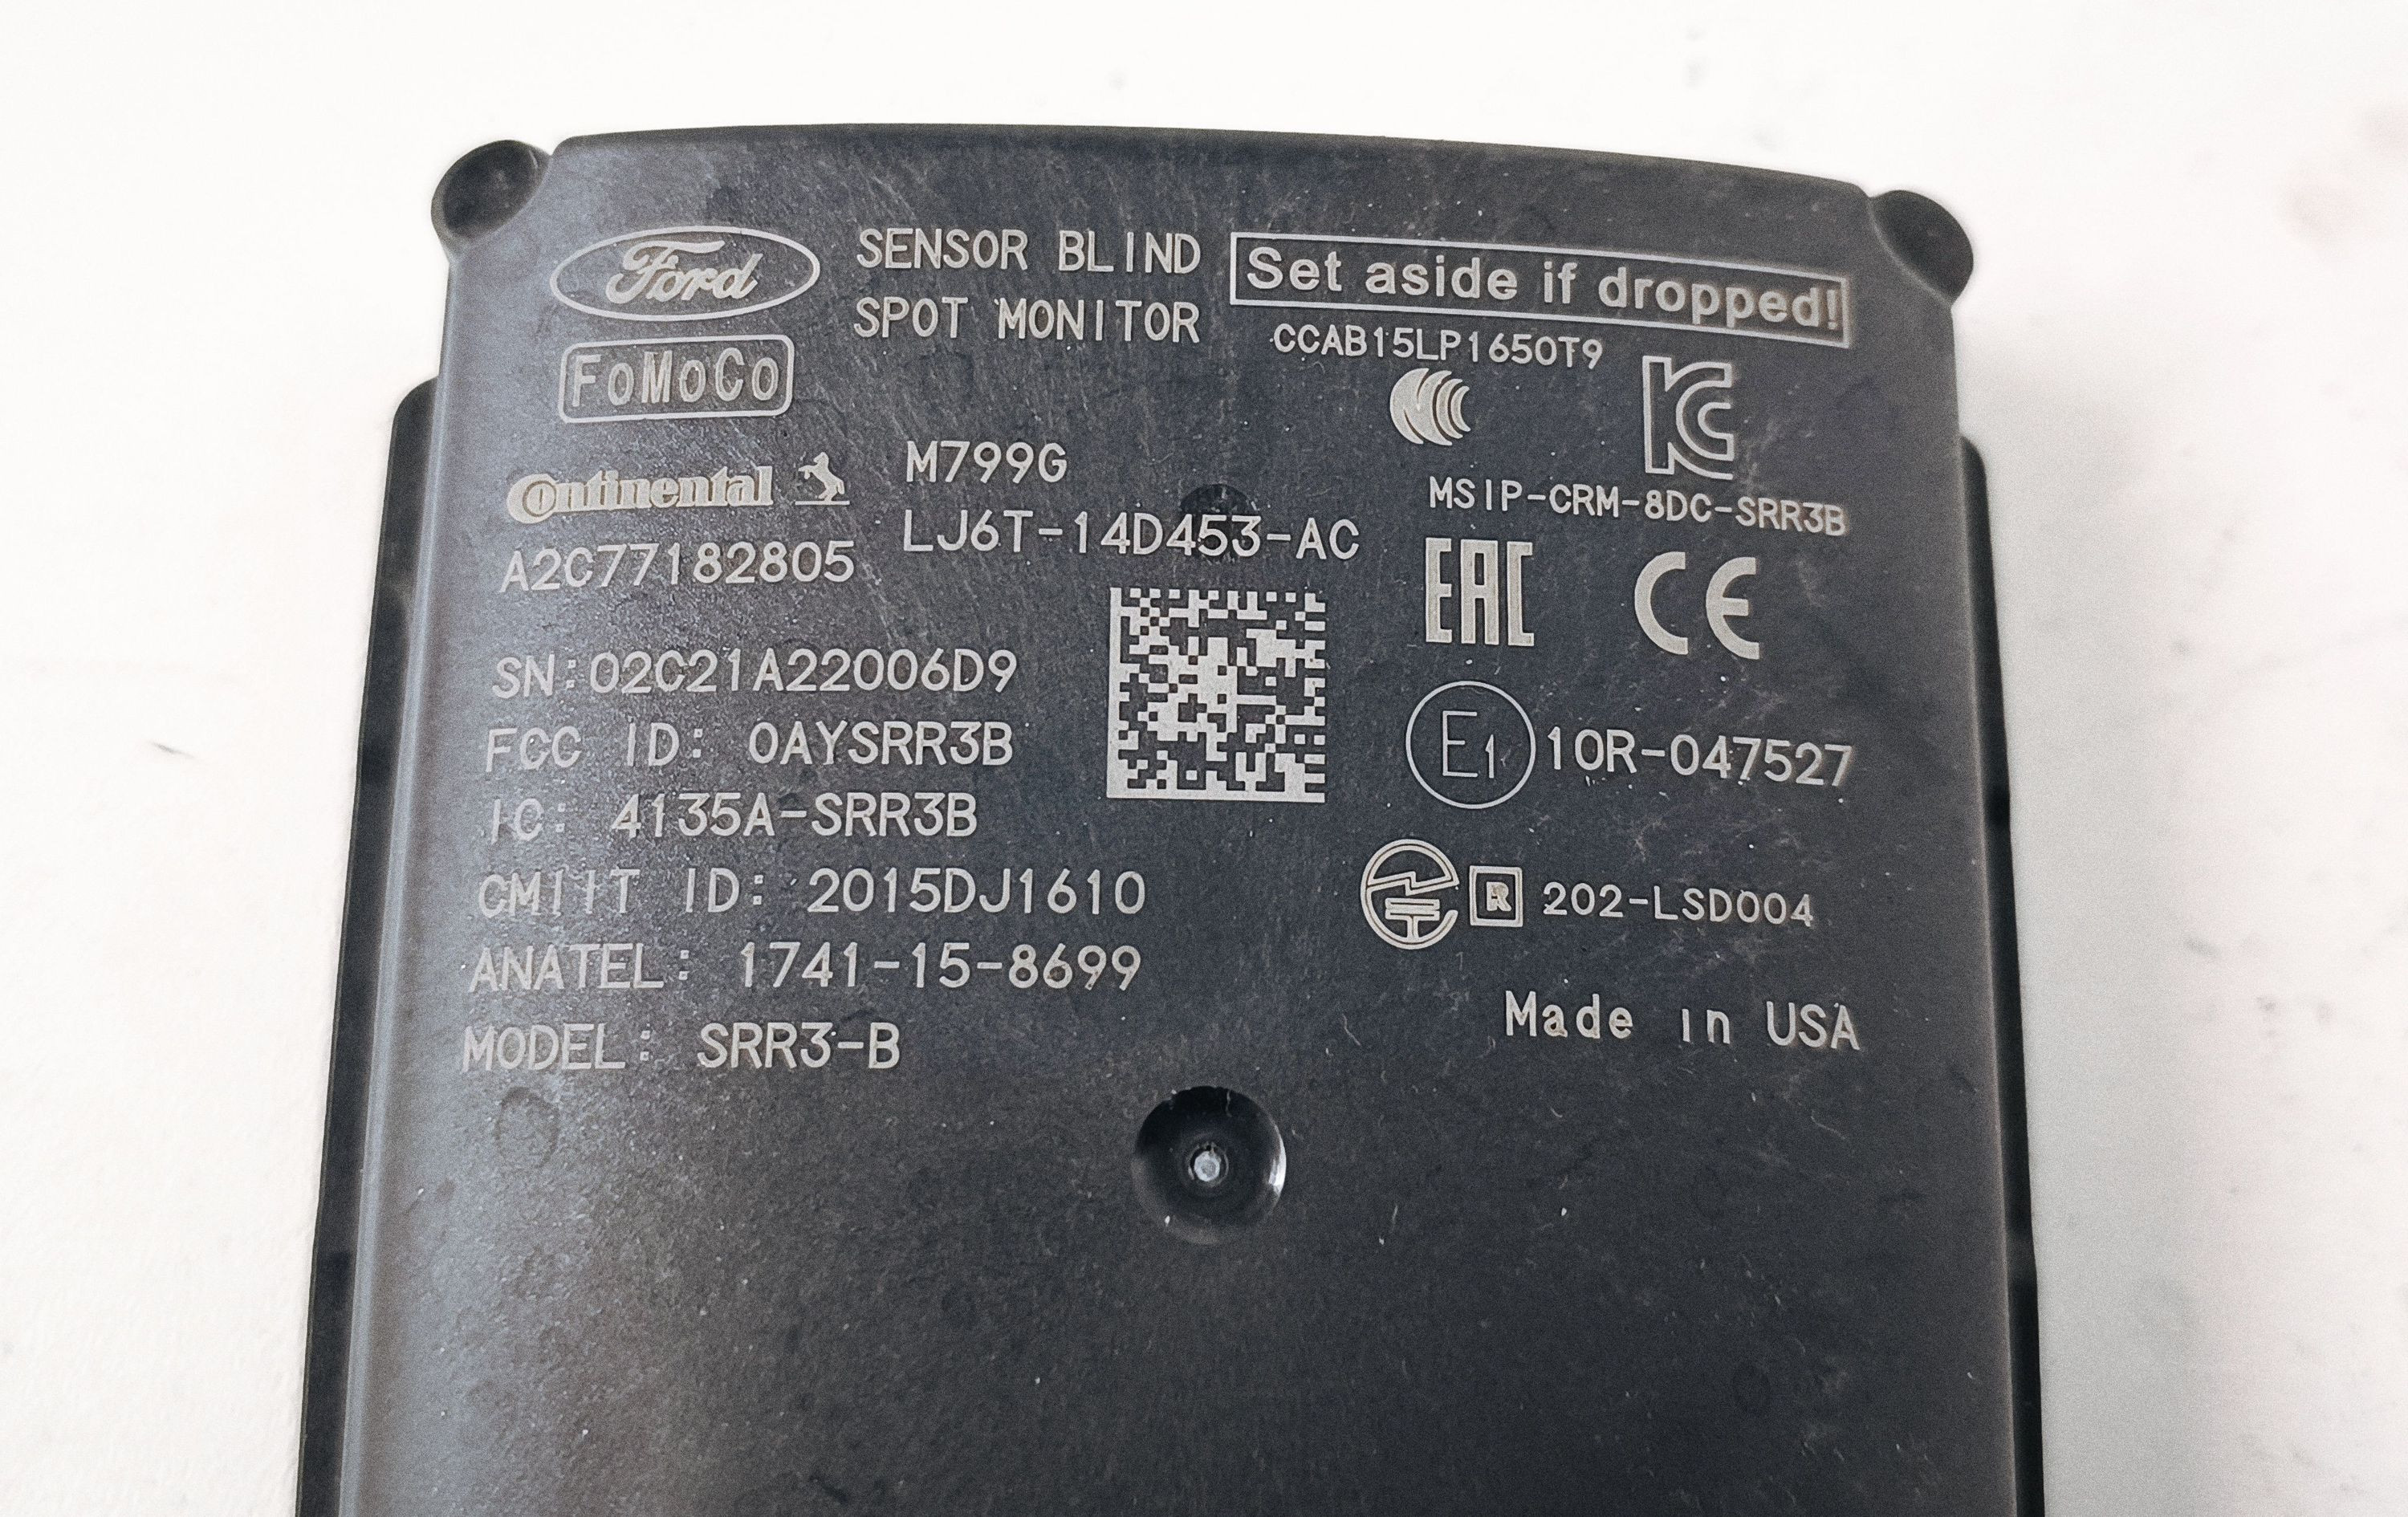 Ford
SENSOR BLIND
SPOT MONITOR
Set aside if dropped!
FoMoCo
CCAB15LP1650T9
Continental
M799G
MSIP-CRM-8DC-SRR3B
A2C77182805
LJ6T-14D453-AC
EAC
CE
SN:02C21A22006D9
FCC ID: OAYSRR3B
E1 10R-047527
IC: 4135A-SRR3B
CMIIT ID: 2015DJ1610
R 202-LSD004
ANATEL: 1741-15-8699
Made in USA
MODEL: SRR3-B